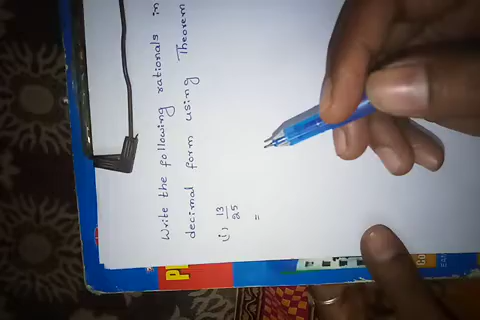 Write the following rationals in
decimal form using Theorem
(i) 13/25
=